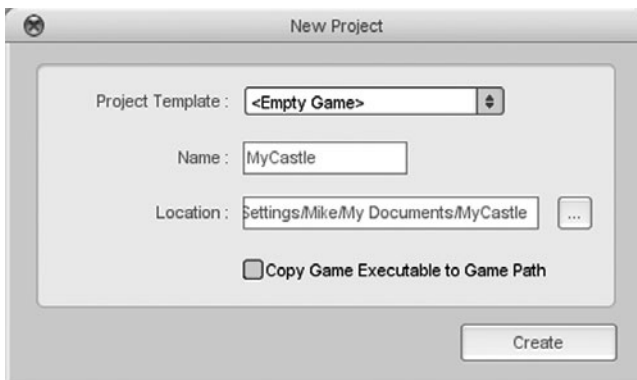 New Project
Project Template : <Empty Game>
Name : MyCastle
Location : Settings/Mike/My Documents/MyCastle ...
Copy Game Executable to Game Path
Create